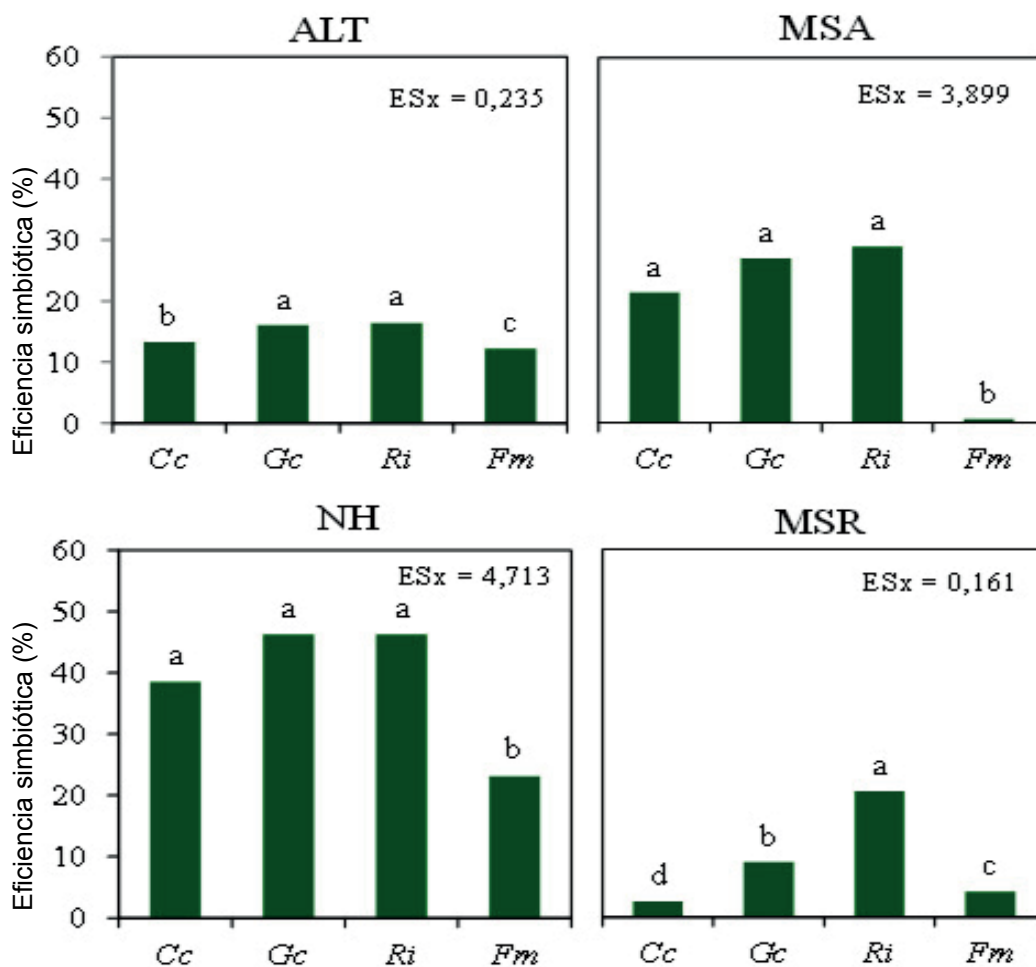 ALT
MSA
Eficiencia simbiótica (%)
60
50
40
30
20
10
0
ESx = 0,235
b
a
a
c
Cc
Gc
Ri
Fm
ESx = 3,899
a
a
a
b
Cc
Gc
Ri
Fm
NH
MSR
Eficiencia simbiótica (%)
60
50
40
30
20
10
0
ESx = 4,713
a
a
a
b
Cc
Gc
Ri
Fm
ESx = 0,161
d
b
a
c
Cc
Gc
Ri
Fm